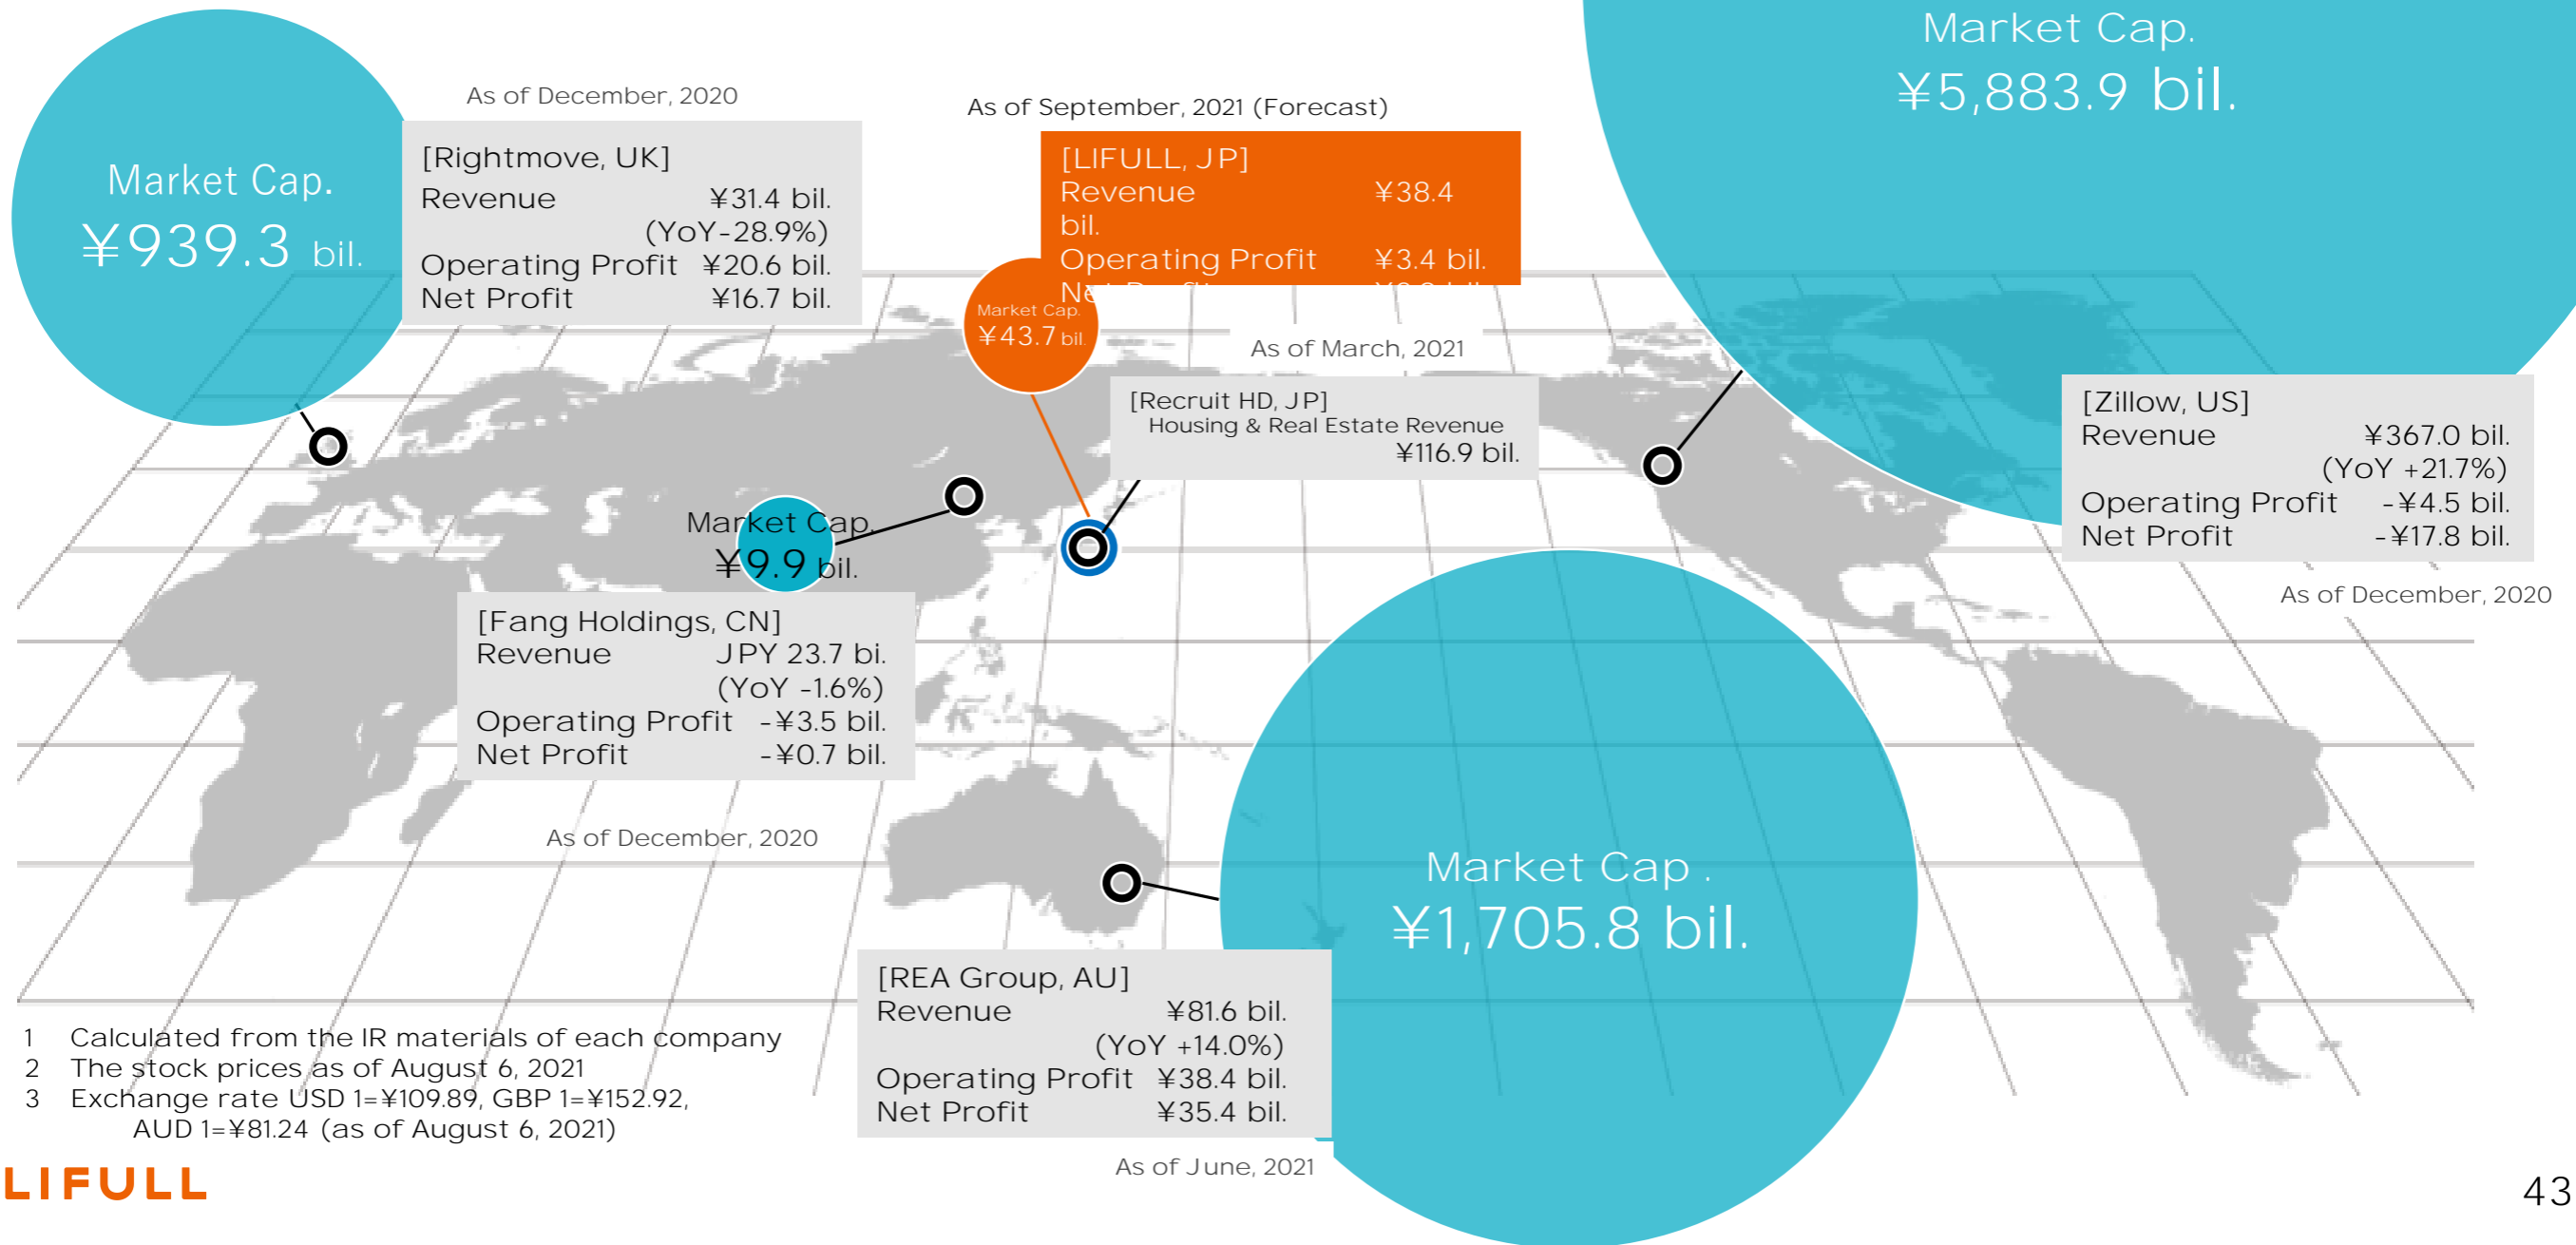 Market Cap.
¥5,883.9 bil.
As of December, 2020
As of September, 2021 (Forecast)
Market Cap.
¥939.3 bil.
[Rightmove, UK]
Revenue ¥31.4 bil.
(YoY-28.9%)
Operating Profit ¥20.6 bil.
Net Profit ¥16.7 bil.
[LIFULL, JP]
Revenue ¥38.4
bil.
Operating Profit ¥3.4 bil.
Net Profit
Market Cap.
¥43.7 bil.
As of March, 2021
[Recruit HD, JP]
Housing & Real Estate Revenue
¥116.9 bil.
[Zillow, US]
Revenue ¥367.0 bil.
(YoY +21.7%)
Operating Profit -¥4.5 bil.
Net Profit -¥17.8 bil.
As of December, 2020
Market Cap.
¥9.9 bil.
[Fang Holdings, CN]
Revenue JPY 23.7 bi.
(YoY -1.6%)
Operating Profit -¥3.5 bil.
Net Profit -¥0.7 bil.
As of December, 2020
Market Cap .
¥1,705.8 bil.
[REA Group, AU]
Revenue ¥81.6 bil.
(YoY +14.0%)
Operating Profit ¥38.4 bil.
Net Profit ¥35.4 bil.
As of June, 2021
1 Calculated from the IR materials of each company
2 The stock prices as of August 6, 2021
3 Exchange rate USD 1=¥109.89, GBP 1=¥152.92,
AUD 1=¥81.24 (as of August 6, 2021)
LIFULL
43